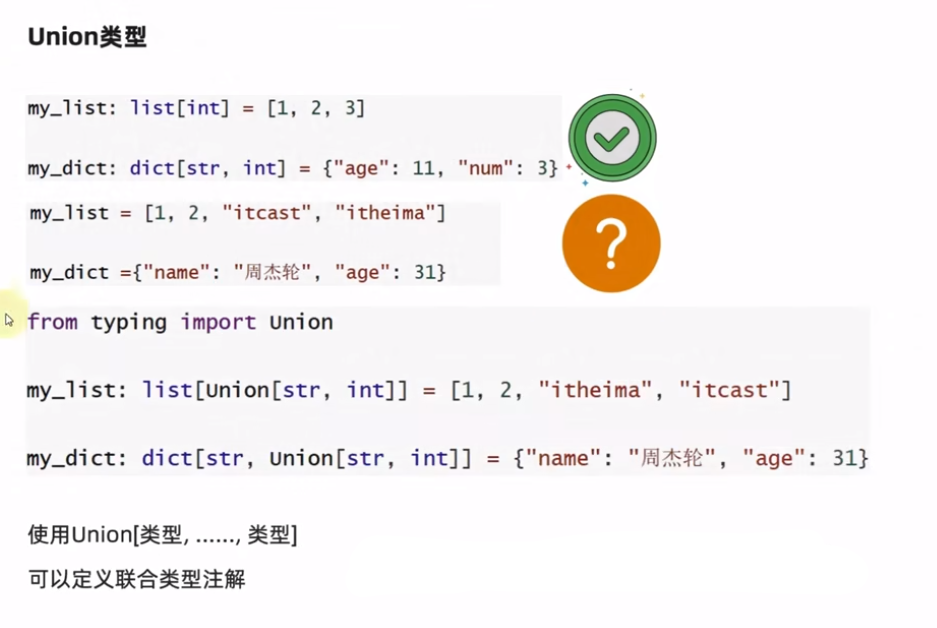 Union类型
my_list: list[int] = [1, 2, 3]
my_dict: dict[str, int] = {"age": 11, "num": 3}
my_list = [1, 2, "itcast", "itheima"]
my_dict ={"name": "周杰轮", "age": 31}
from typing import Union
my_list: list[Union[str, int]] = [1, 2, "itheima", "itcast"]
my_dict: dict[str, Union[str, int]] = {"name": "周杰轮", "age": 31}
使用Union[类型, ......, 类型]
可以定义联合类型注解